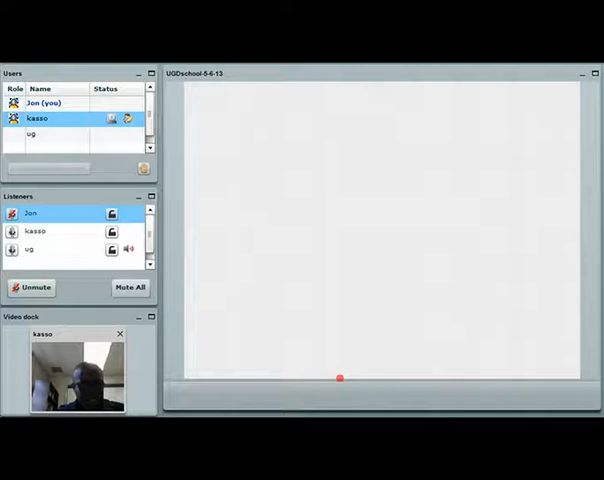 Users
Role Name Status
Jon (you)
kasso
ug
Listeners
Jon
kasso
ug
Unmute Mute All
Video dock
kasso
UGDschool-5-6-13